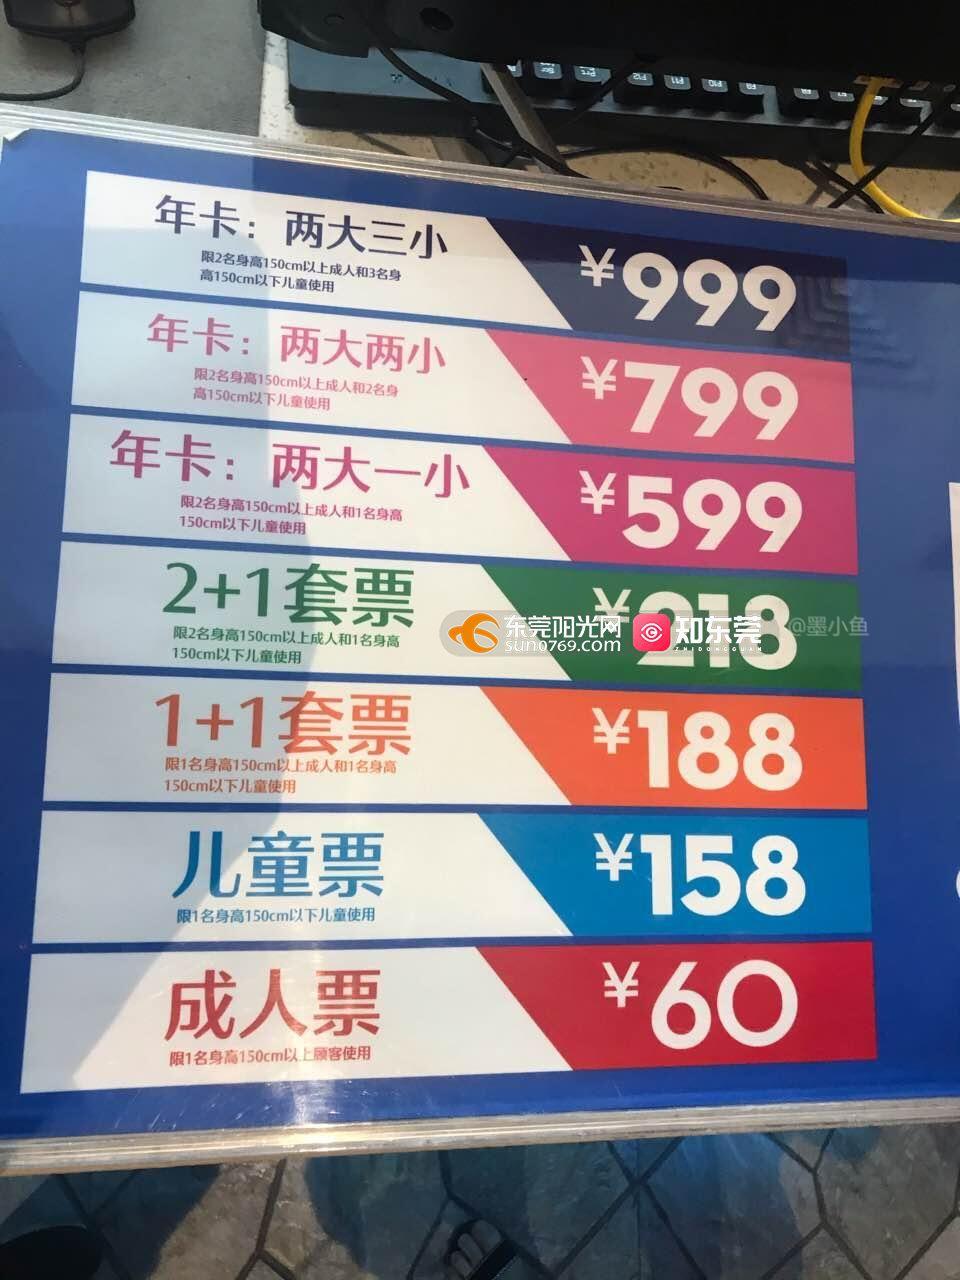 年卡：两大三小
限2名身高150cm以上成人和3名身
高150cm以下儿童使用
¥999
年卡：两大两小
限2名身高150cm以上成人和2名身
高150cm以下儿童使用
¥799
年卡：两大一小
限2名身高150cm以上成人和1名身高
150cm以下儿童使用
¥599
2+1套票
限2名身高150cm以上成人和1名身高
150cm以下儿童使用
¥218
东莞阳光网
sun0769.com
知东莞
ZHIDONGGUAN
@墨小鱼
1+1套票
限1名身高150cm以上成人和1名身高
150cm以下儿童使用
¥188
儿童票
限1名身高150cm以下儿童使用
¥158
成人票
限1名身高150cm以上顾客使用
¥60